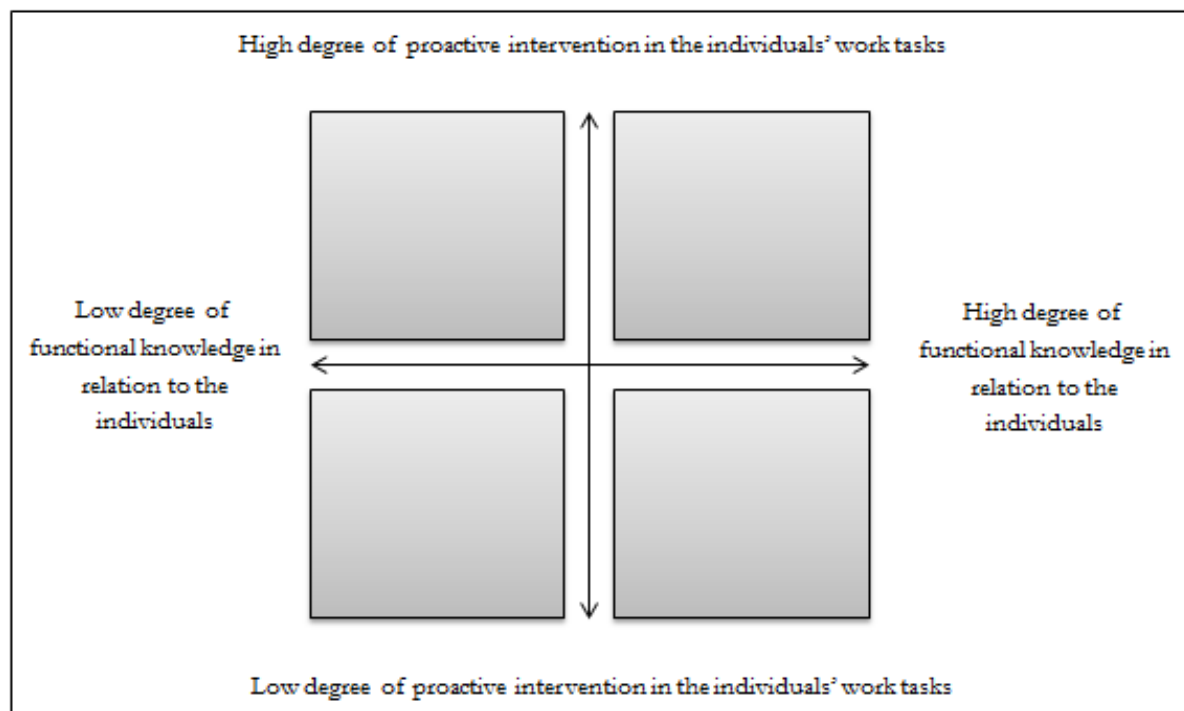 High degree of proactive intervention in the individuals' work tasks
Low degree of
functional knowledge in
relation to the
individuals
High degree of
functional knowledge in
relation to the
individuals
Low degree of proactive intervention in the individuals' work tasks